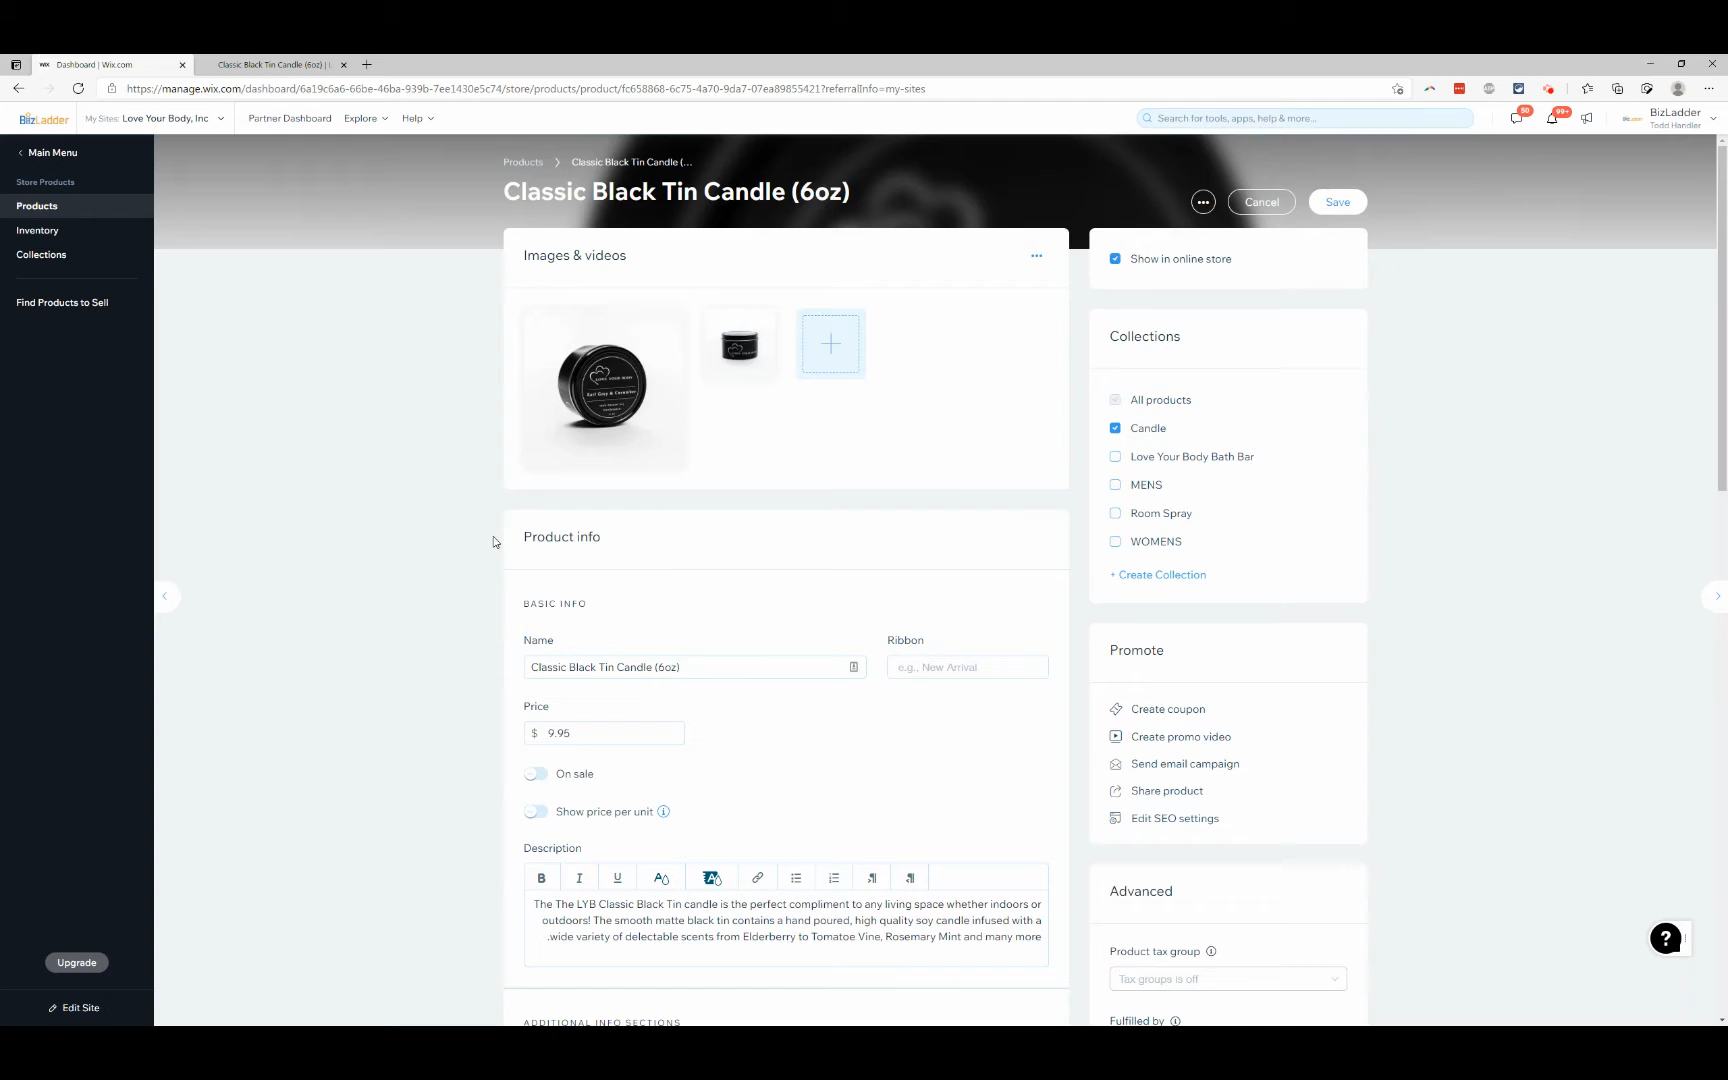 Dashboard | Wix.com
Classic Black Tin Candle (6oz) | L
https://manage.wix.com/dashboard/6a19c6a6-66be-46ba-939b-7ee1430e5c74/store/products/product/fc658868-6c75-4a70-9da7-07ea89855421?referralInfo=my-sites
BizLadder
My Sites: Love Your Body, Inc
Partner Dashboard
Explore
Help
Search for tools, apps, help & more...
50
99+
BizLadder
Todd Handler
Main Menu
Store Products
Products
Inventory
Collections
Find Products to Sell
Upgrade
Edit Site
Products > Classic Black Tin Candle (...
Classic Black Tin Candle (6oz)
Cancel
Save
Images & videos
LOVE YOUR BODY
Earl Grey & Cucumber
Product info
BASIC INFO
Name
Ribbon
Classic Black Tin Candle (6oz)
e.g., New Arrival
Price
$ 9.95
On sale
Show price per unit
Description
B I U
The The LYB Classic Black Tin candle is the perfect compliment to any living space whether indoors or
outdoors! The smooth matte black tin contains a hand poured, high quality soy candle infused with a
.wide variety of delectable scents from Elderberry to Tomatoe Vine, Rosemary Mint and many more
ADDITIONAL INFO SECTIONS
Show in online store
Collections
All products
Candle
Love Your Body Bath Bar
MENS
Room Spray
WOMENS
+ Create Collection
Promote
Create coupon
Create promo video
Send email campaign
Share product
Edit SEO settings
Advanced
Product tax group
Tax groups is off
Fulfilled by
?